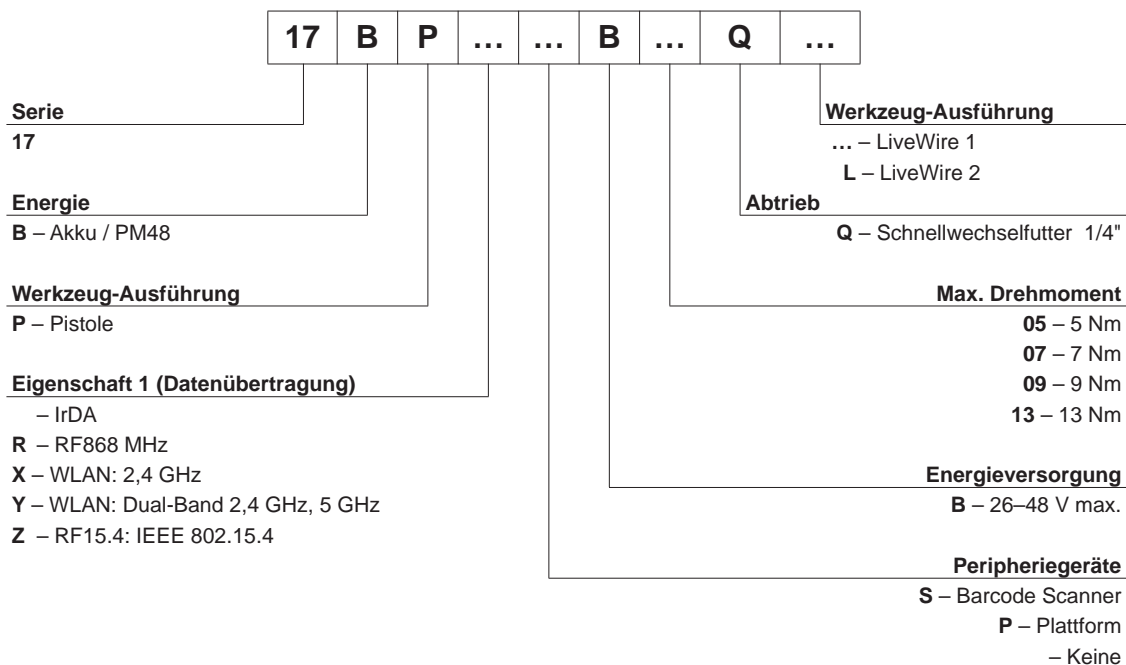 17 B P … … B … Q …
Serie
17
Energie
B – Akku / PM48
Werkzeug-Ausführung
P – Pistole
Eigenschaft 1 (Datenübertragung)
– IrDA
R – RF868 MHz
X – WLAN: 2,4 GHz
Y – WLAN: Dual-Band 2,4 GHz, 5 GHz
Z – RF15.4: IEEE 802.15.4
Werkzeug-Ausführung
… – LiveWire 1
L – LiveWire 2
Abtrieb
Q – Schnellwechselfutter 1/4"
Max. Drehmoment
05 – 5 Nm
07 – 7 Nm
09 – 9 Nm
13 – 13 Nm
Energieversorgung
B – 26–48 V max.
Peripheriegeräte
S – Barcode Scanner
P – Plattform
– Keine